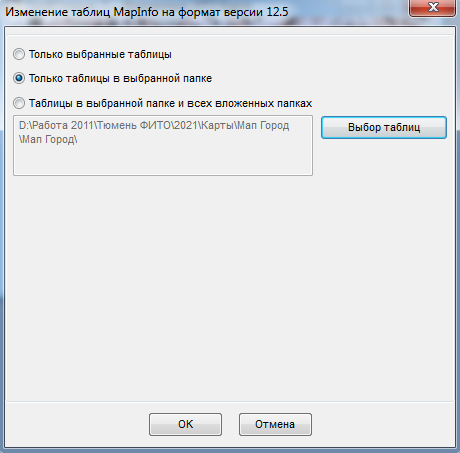 Изменение таблиц MapInfo на формат версии 12.5
Только выбранные таблицы
Только таблицы в выбранной папке
Таблицы в выбранной папке и всех вложенных папках
D:\Работа 2011\Тюмень ФИТО\2021\Карты\Мап Город
\Мап Город\
Выбор таблиц
OK
Отмена